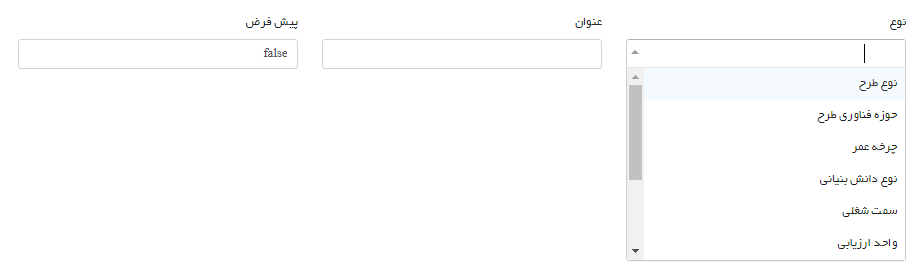 نوع
عنوان
پیش فرض
false
نوع طرح
حوزه فناوری طرح
چرخه عمر
نوع دانش بنیانی
سمت شغلی
واحد ارزیابی